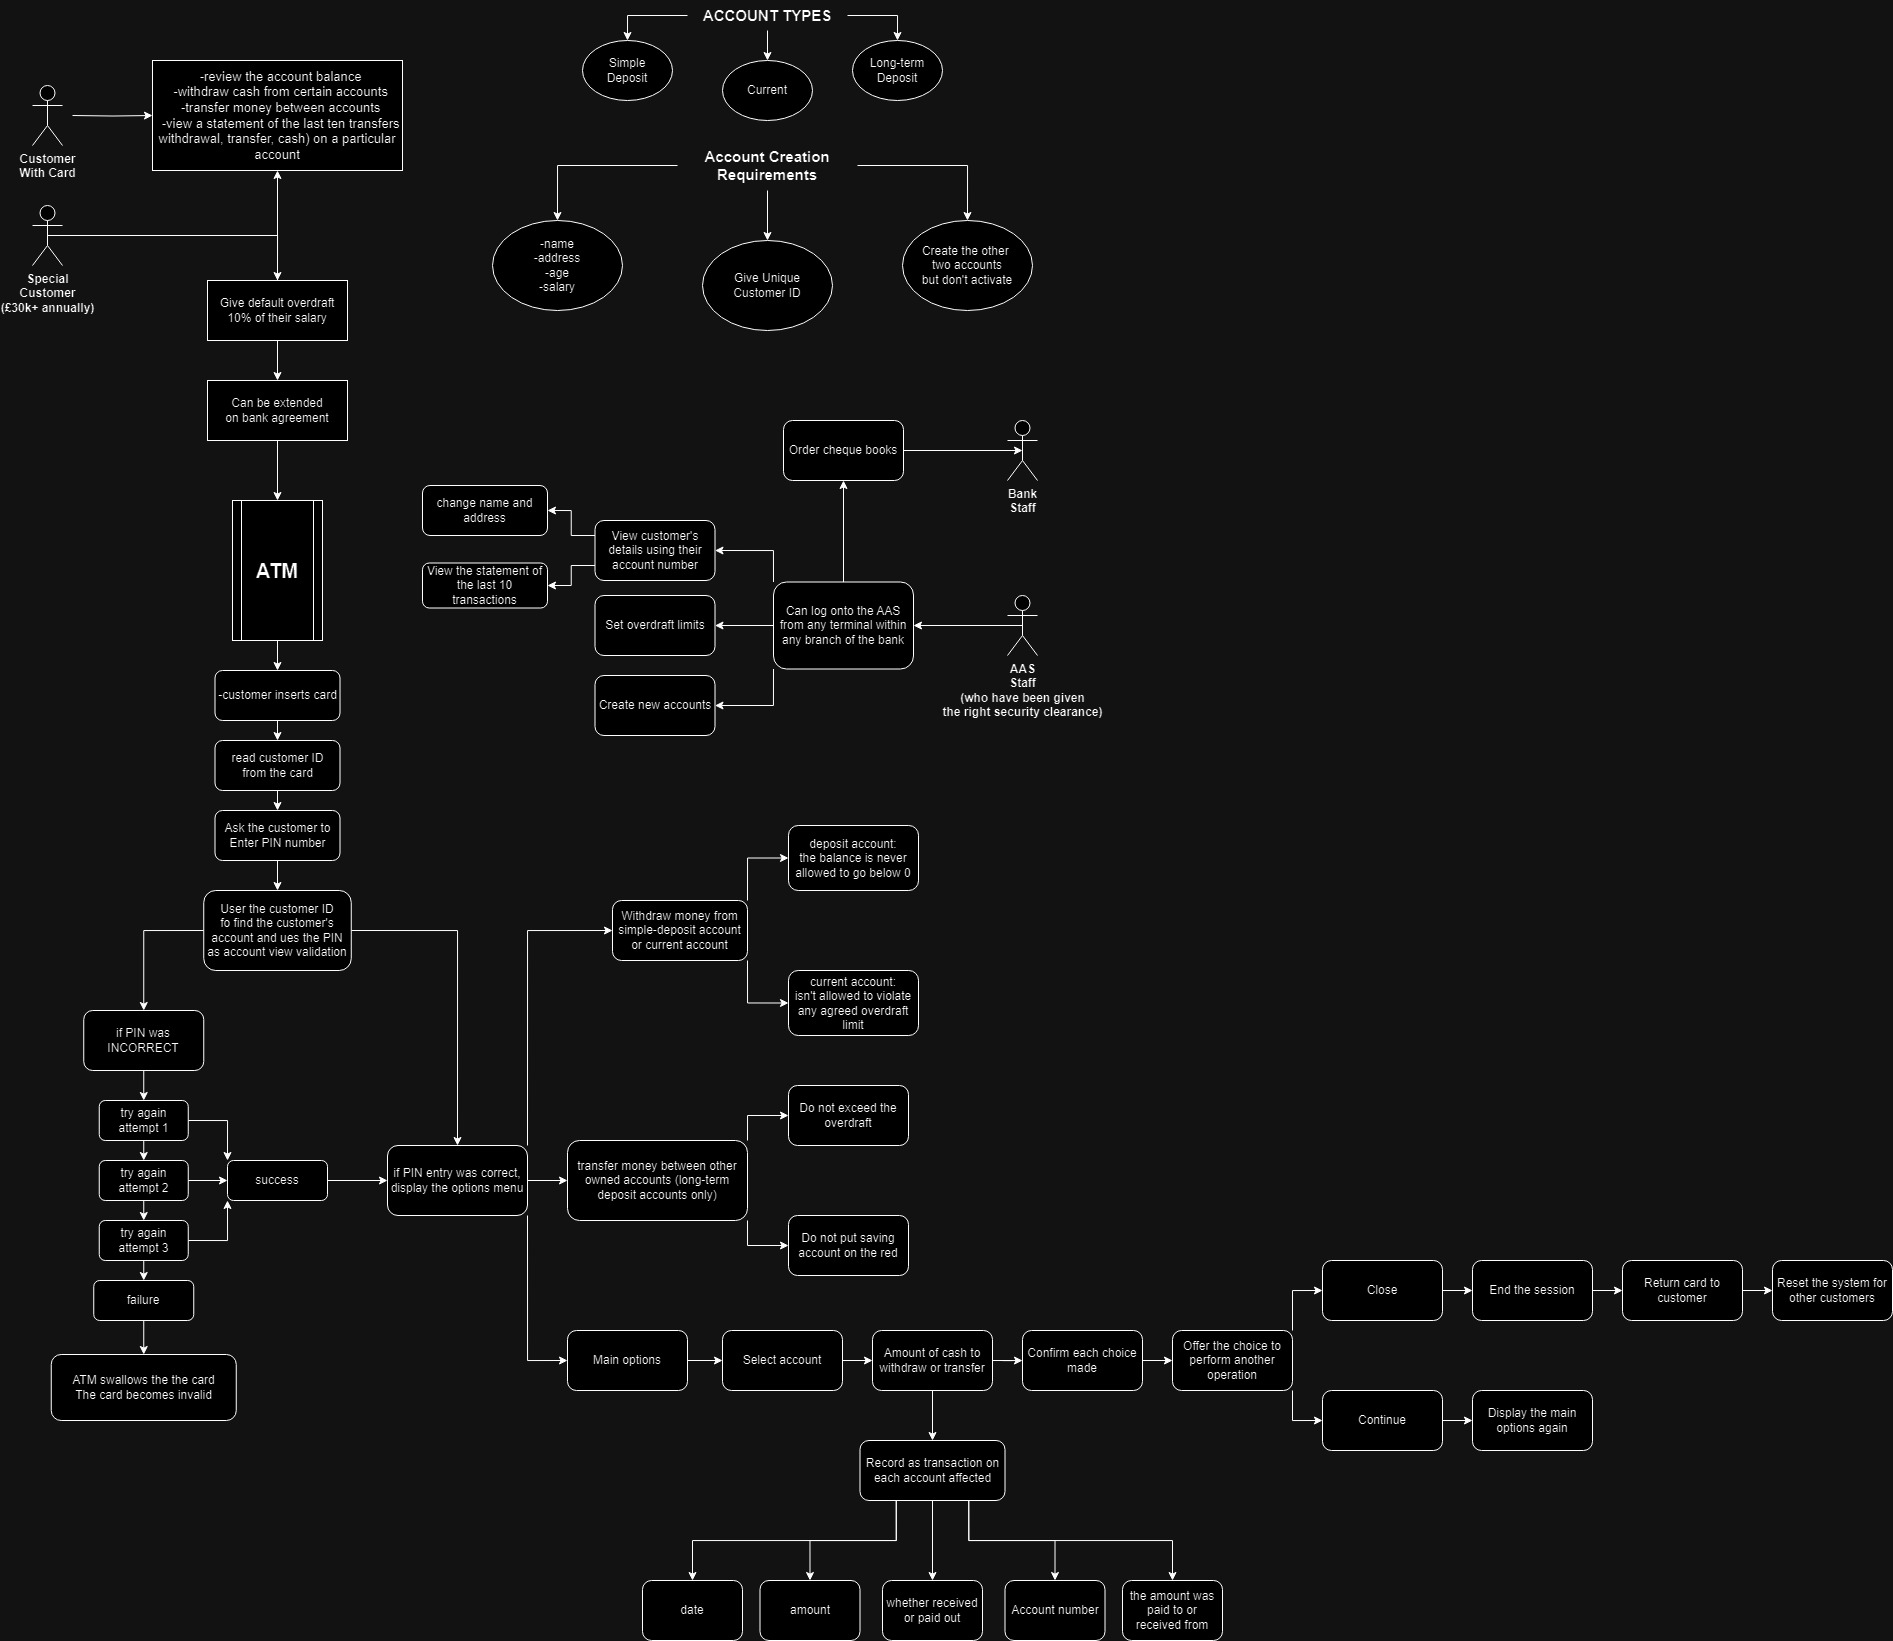 ACCOUNT TYPES
Simple
Deposit
Current
Long-term
Deposit
-review the account balance
-withdraw cash from certain accounts
-transfer money between accounts
-view a statement of the last ten transfers
withdrawal, transfer, cash) on a particular
account
Customer
With Card
Account Creation
Requirements
-name
-address
-age
-salary
Give Unique
Customer ID
Create the other
two accounts
but don't activate
Special
Customer
(£30k+ annually)
Give default overdraft
10% of their salary
Can be extended
on bank agreement
ATM
Order cheque books
Bank
Staff
change name and
address
View the statement of
the last 10
transactions
View customer's
details using their
account number
Set overdraft limits
Create new accounts
Can log onto the AAS
from any terminal within
any branch of the bank
AAS
Staff
(who have been given
the right security clearance)
-customer inserts card
read customer ID
from the card
Ask the customer to
Enter PIN number
User the customer ID
fo find the customer's
account and ues the PIN
as account view validation
if PIN was
INCORRECT
try again
attempt 1
try again
attempt 2
try again
attempt 3
success
failure
ATM swallows the the card
The card becomes invalid
if PIN entry was correct,
display the options menu
Withdraw money from
simple-deposit account
or current account
deposit account:
the balance is never
allowed to go below 0
current account:
isn't allowed to violate
any agreed overdraft
limit
transfer money between other
owned accounts (long-term
deposit accounts only)
Do not exceed the
overdraft
Do not put saving
account on the red
Main options
Select account
Amount of cash to
withdraw or transfer
Confirm each choice
made
Offer the choice to
perform another
operation
Close
End the session
Return card to
customer
Reset the system for
other customers
Continue
Display the main
options again
Record as transaction on
each account affected
date
amount
whether received
or paid out
Account number
the amount was
paid to or
received from